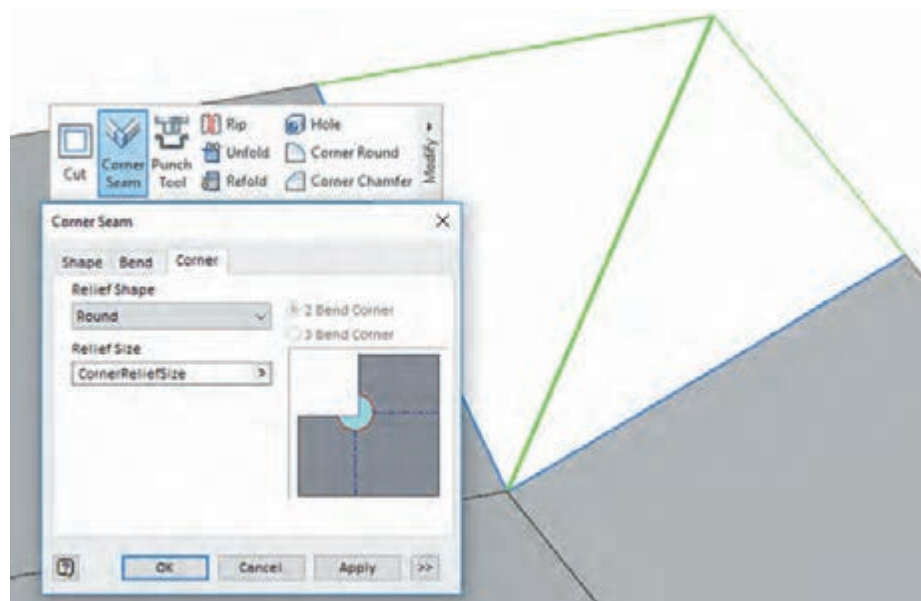 Cut
Corner
Seam
Punch
Tool
Rip
Unfold
Refold
Hole
Corner Round
Corner Chamfer
Modify
Corner Seam
Shape Bend Corner
Relief Shape
Round
2 Bend Corner
3 Bend Corner
Relief Size
CornerReliefSize >
? OK Cancel Apply >>